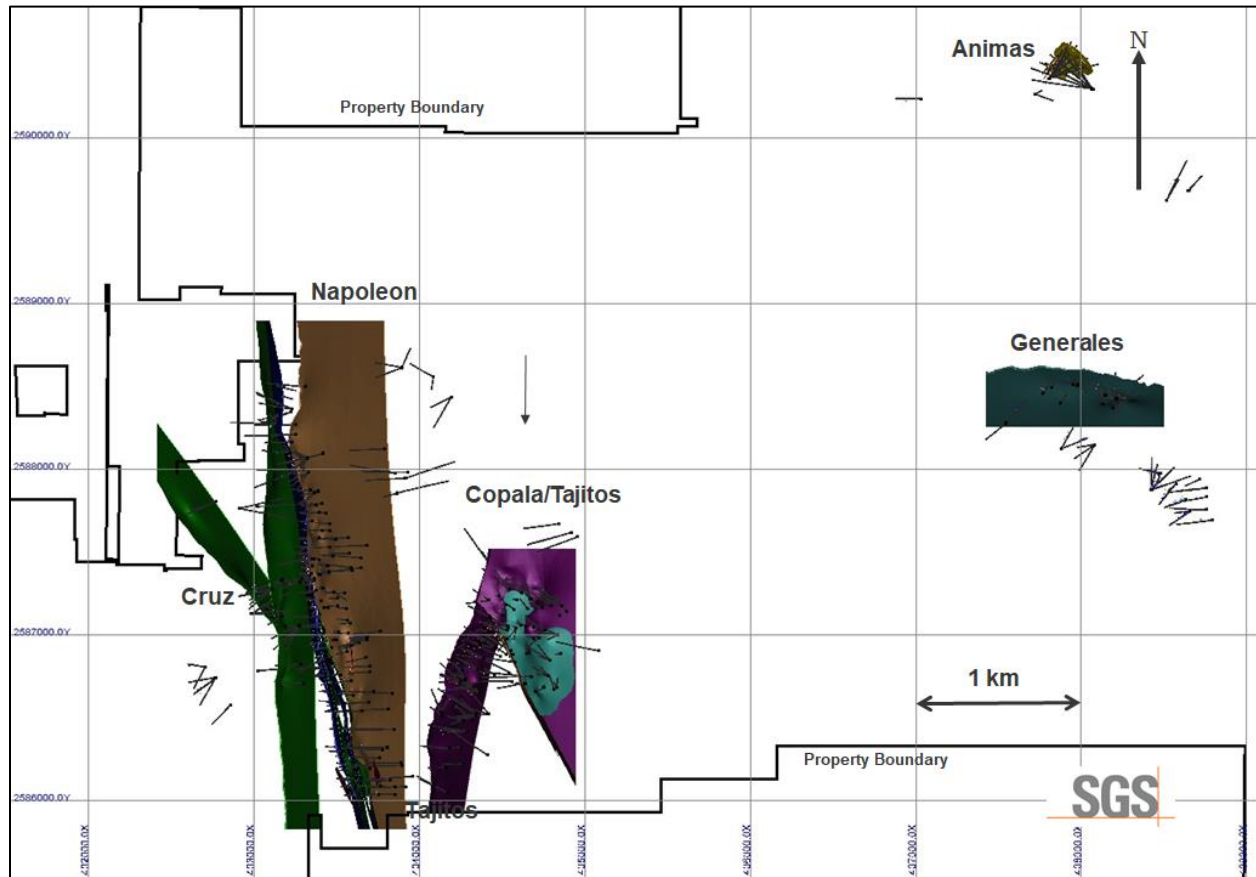 Animas
N
Property Boundary
2590000.0Y
2589000.0Y
Napoleon
Generales
2588000.0Y
Copala/Tajitos
Cruz
2587000.0Y
1 km
Property Boundary
SGS
2586000.0Y
Tajitos